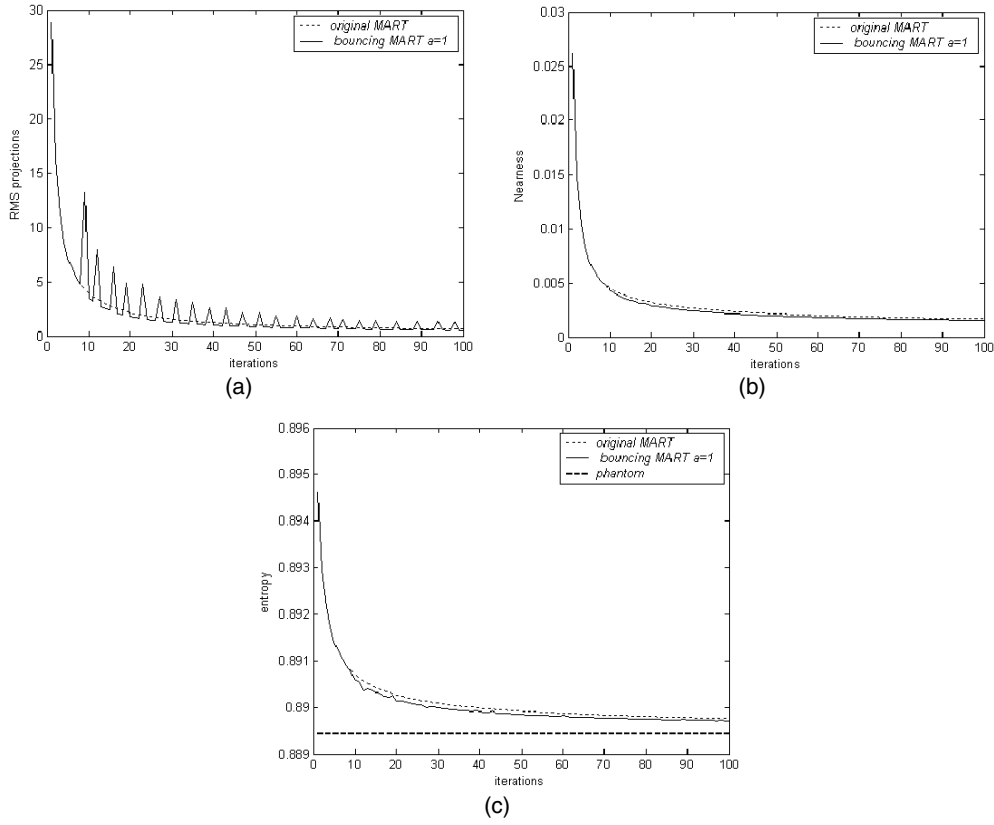 30
25
20
15
10
5
0
0 10 20 30 40 50 60 70 80 90 100
RMS projections
iterations
original MART
bouncing MART a=1
(a)
0.03
0.025
0.02
0.015
0.01
0.005
0
0 10 20 30 40 50 60 70 80 90 100
Nearness
iterations
original MART
bouncing MART a=1
(b)
0.896
0.895
0.894
0.893
0.892
0.891
0.89
0.889
0 10 20 30 40 50 60 70 80 90 100
entropy
iterations
original MART
bouncing MART a=1
phantom
(c)